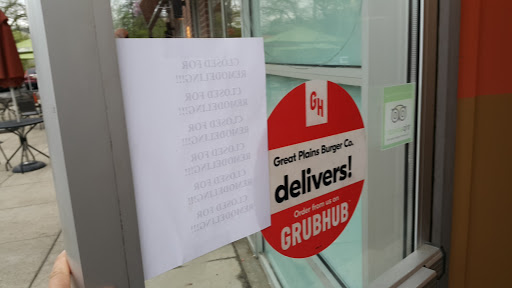 CLOSED FOR
REMODELING!!!
CLOSED FOR
REMODELING!!!
CLOSED FOR
REMODELING!!!
CLOSED FOR
REMODELING!!!
CLOSED FOR
REMODELING!!!
CLOSED FOR
REMODELING!!!
GH
Great Plains Burger Co.
delivers!
Order from us on
GRUBHUB